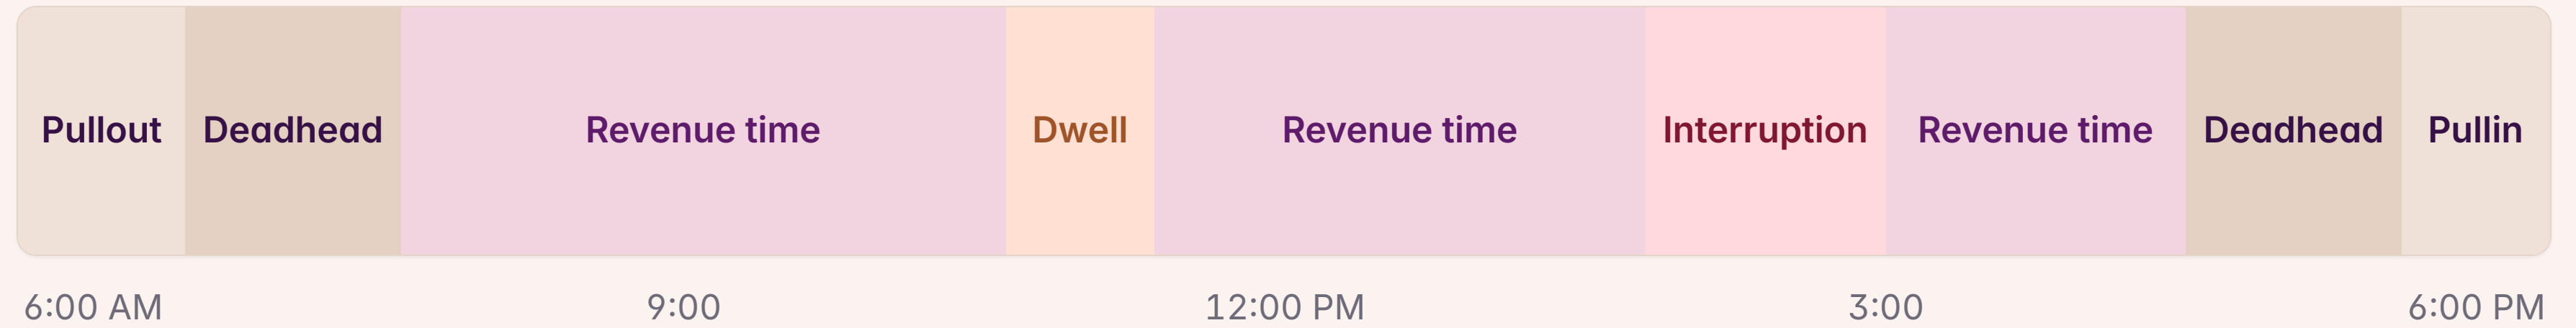 Pullout Deadhead Revenue time Dwell Revenue time Interruption Revenue time Deadhead Pullin
6:00 AM 9:00 12:00 PM 3:00 6:00 PM